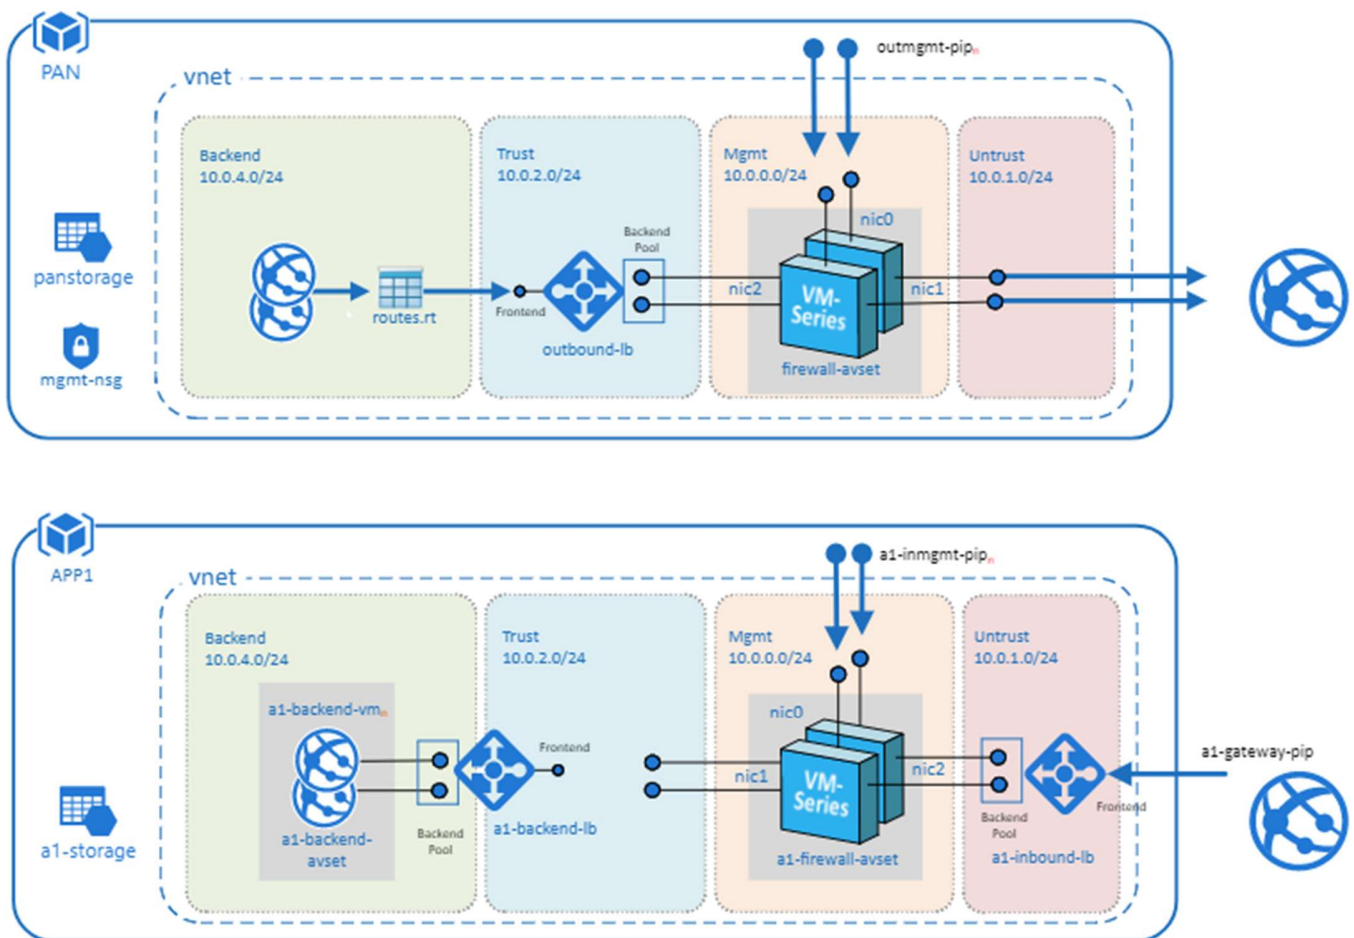 PAN
outmgmt-pipn
vnet
Backend
10.0.4.0/24
Trust
10.0.2.0/24
Mgmt
10.0.0.0/24
Untrust
10.0.1.0/24
panstorage
mgmt-nsg
routes.rt
Frontend
outbound-lb
Backend
Pool
nic2
nic0
nic1
VM-
Series
firewall-avset
APP1
a1-inmgmt-pipn
vnet
Backend
10.0.4.0/24
Trust
10.0.2.0/24
Mgmt
10.0.0.0/24
Untrust
10.0.1.0/24
a1-storage
a1-backend-vmn
a1-backend-
avset
Backend
Pool
Frontend
a1-backend-lb
nic1
nic0
nic2
VM-
Series
a1-firewall-avset
Backend
Pool
Frontend
a1-inbound-lb
a1-gateway-pip